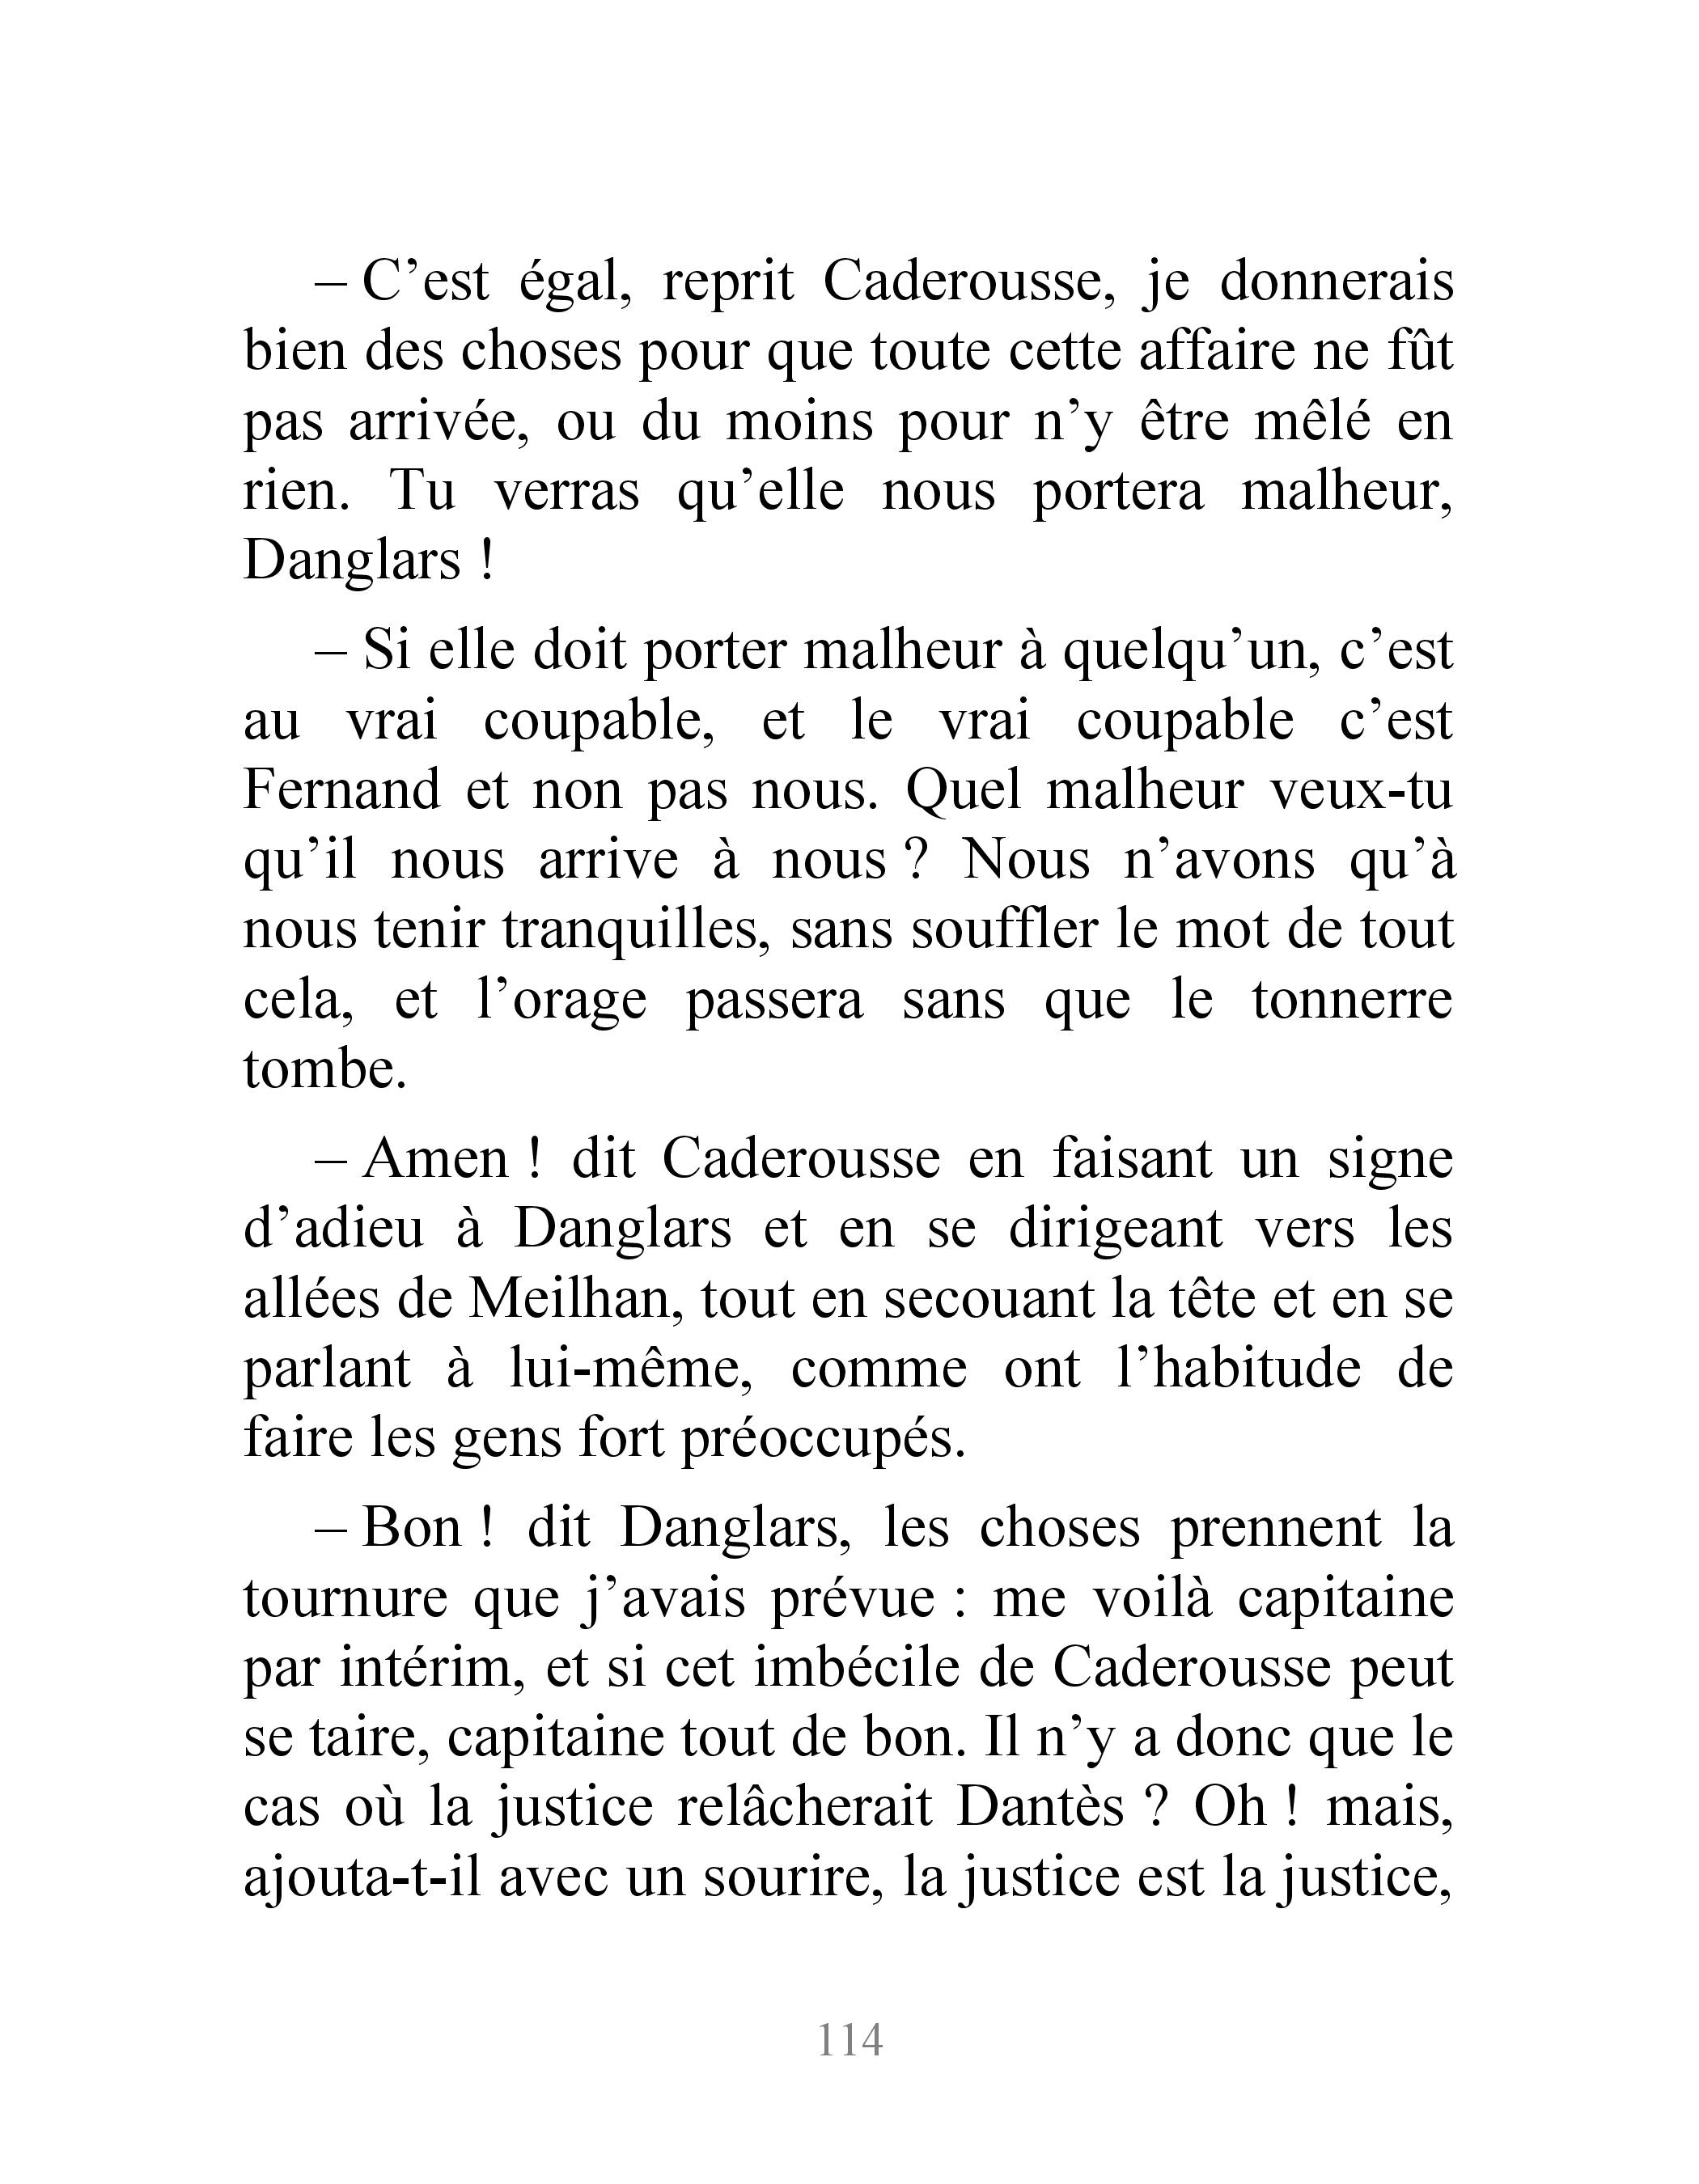 – C’est égal, reprit Caderousse, je donnerais
bien des choses pour que toute cette affaire ne fût
pas arrivée, ou du moins pour n’y être mêlé en
rien. Tu verras qu’elle nous portera malheur,
Danglars !
– Si elle doit porter malheur à quelqu’un, c’est
au vrai coupable, et le vrai coupable c’est
Fernand et non pas nous. Quel malheur veux-tu
qu’il nous arrive à nous ? Nous n’avons qu’à
nous tenir tranquilles, sans souffler le mot de tout
cela, et l’orage passera sans que le tonnerre
tombe.
– Amen ! dit Caderousse en faisant un signe
d’adieu à Danglars et en se dirigeant vers les
allées de Meilhan, tout en secouant la tête et en se
parlant à lui-même, comme ont l’habitude de
faire les gens fort préoccupés.
– Bon ! dit Danglars, les choses prennent la
tournure que j’avais prévue : me voilà capitaine
par intérim, et si cet imbécile de Caderousse peut
se taire, capitaine tout de bon. Il n’y a donc que le
cas où la justice relâcherait Dantès ? Oh ! mais,
ajouta-t-il avec un sourire, la justice est la justice,
114